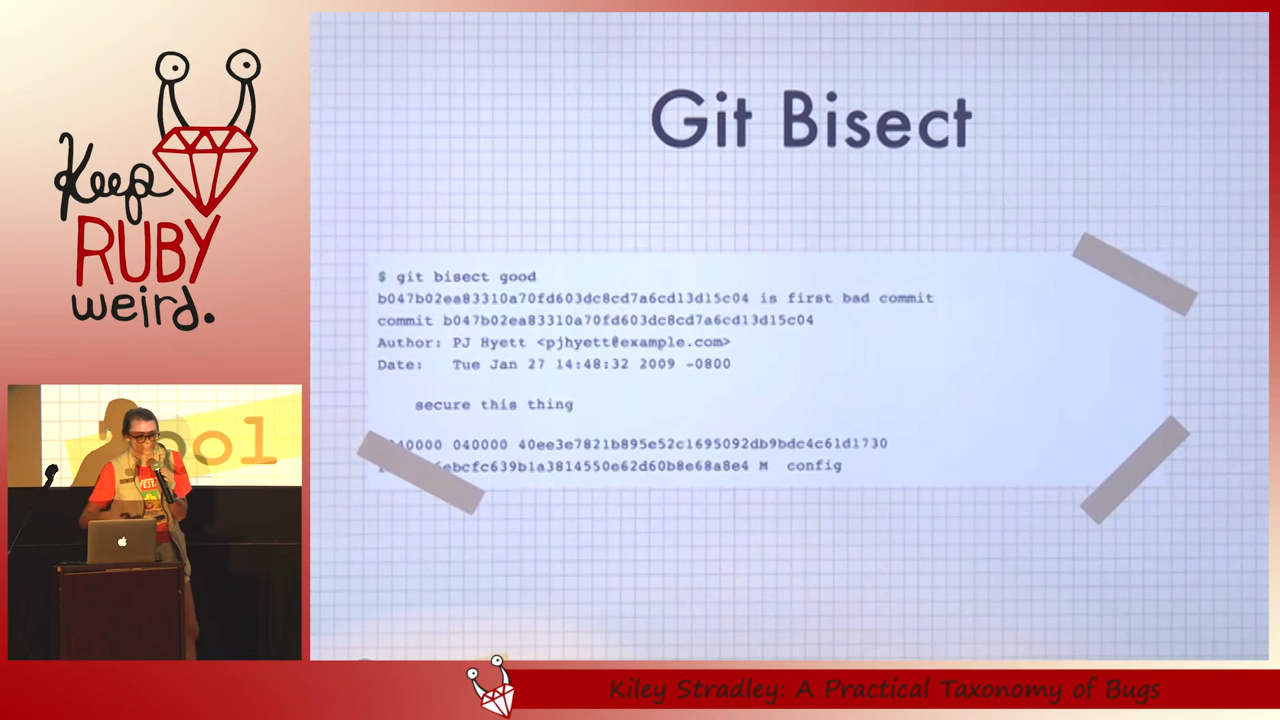 Keep
RUBY
weird.
Git Bisect
$ git bisect good
b047b02ea83310a70fd603dc8cd7a6cd13d15c04 is first bad commit
commit b047b02ea83310a70fd603dc8cd7a6cd13d15c04
Author: PJ Hyett <pjhyett@example.com>
Date: Tue Jan 27 14:48:32 2009 -0800
secure this thing
040000 40ee3e7821b895e52c1695092db9bdc4c61d1730
M config
ool
Kiley Stradley: A Practical Taxonomy of Bugs